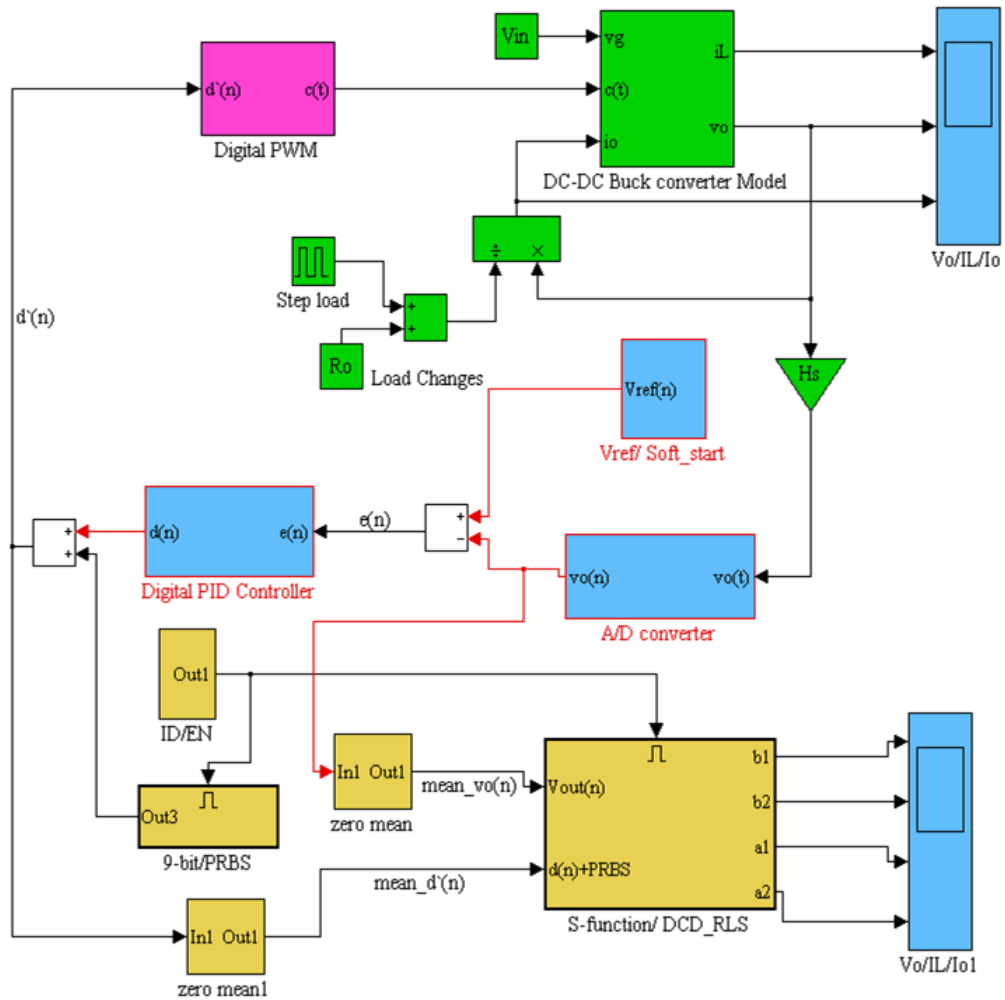 Vin
vg
iL
d`(n)
c(t)
c(t)
vo
io
Digital PWM
DC-DC Buck converter Model
÷
×
Vo/IL/Io
Step load
+
+
d`(n)
Ro
Load Changes
Hs
Vref(n)
Vref/ Soft_start
+
+
d(n)
e(n)
e(n)
+
−
vo(n)
vo(t)
Digital PID Controller
A/D converter
Out1
ID/EN
In1
Out1
mean_vo(n)
Vout(n)
b1
b2
zero mean
Out3
9-bit/PRBS
a1
mean_d`(n)
d(n)+PRBS
a2
In1
Out1
S-function/ DCD_RLS
zero mean1
Vo/IL/Io1